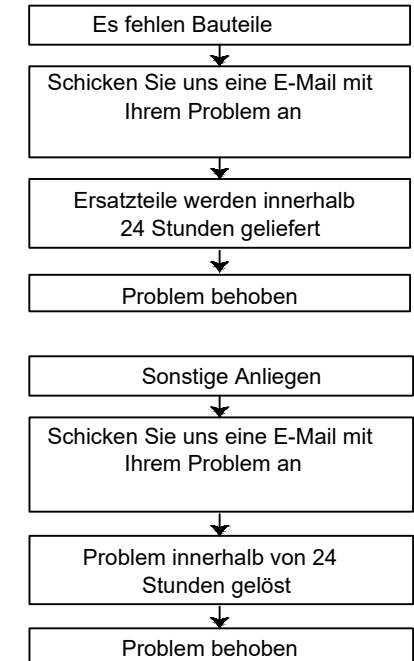 Es fehlen Bauteile
Schicken Sie uns eine E-Mail mit
Ihrem Problem an
Ersatzteile werden innerhalb
24 Stunden geliefert
Problem behoben
Sonstige Anliegen
Schicken Sie uns eine E-Mail mit
Ihrem Problem an
Problem innerhalb von 24
Stunden gelöst
Problem behoben